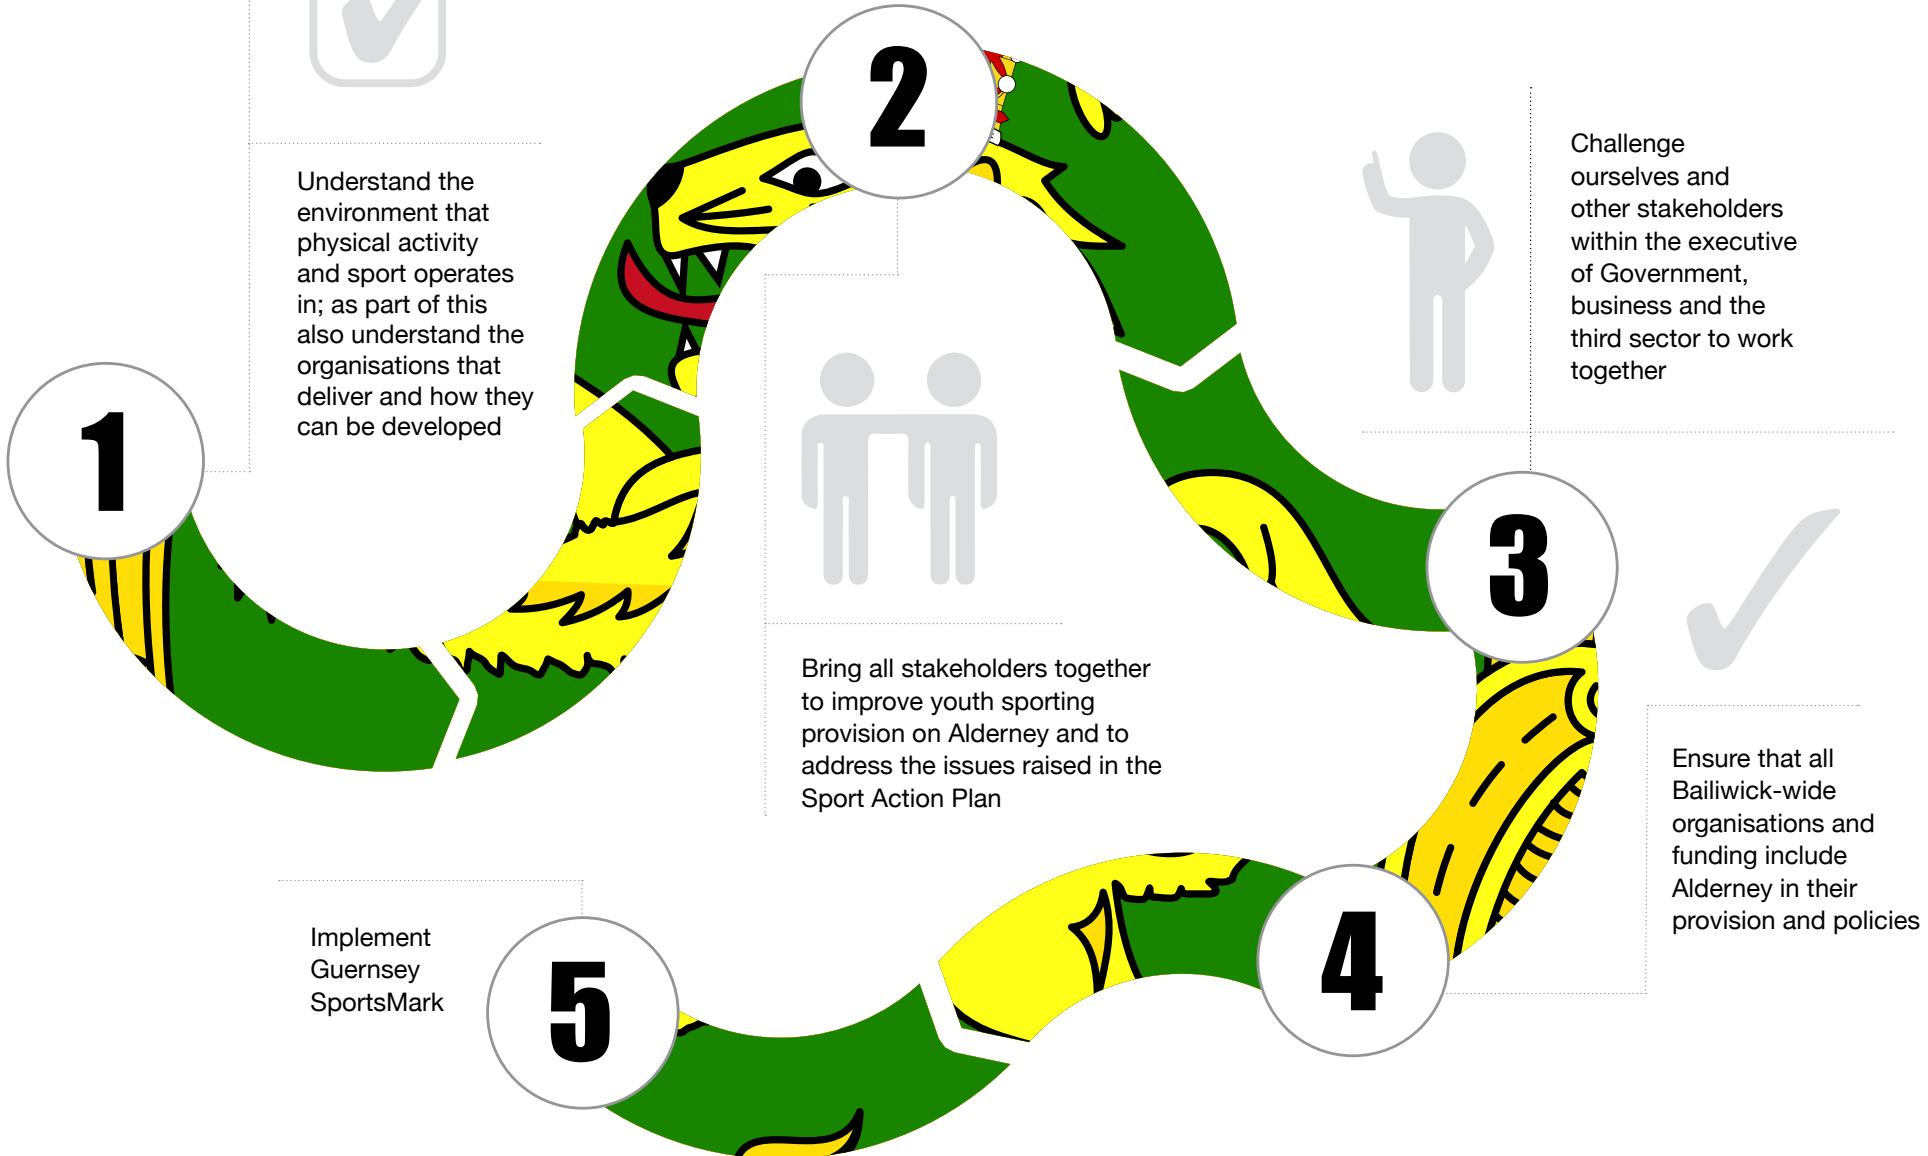 1
Understand the
environment that
physical activity
and sport operates
in; as part of this
also understand the
organisations that
deliver and how they
can be developed
2
Bring all stakeholders together
to improve youth sporting
provision on Alderney and to
address the issues raised in the
Sport Action Plan
3
Challenge
ourselves and
other stakeholders
within the executive
of Government,
business and the
third sector to work
together
4
Ensure that all
Bailiwick-wide
organisations and
funding include
Alderney in their
provision and policies
5
Implement
Guernsey
SportsMark